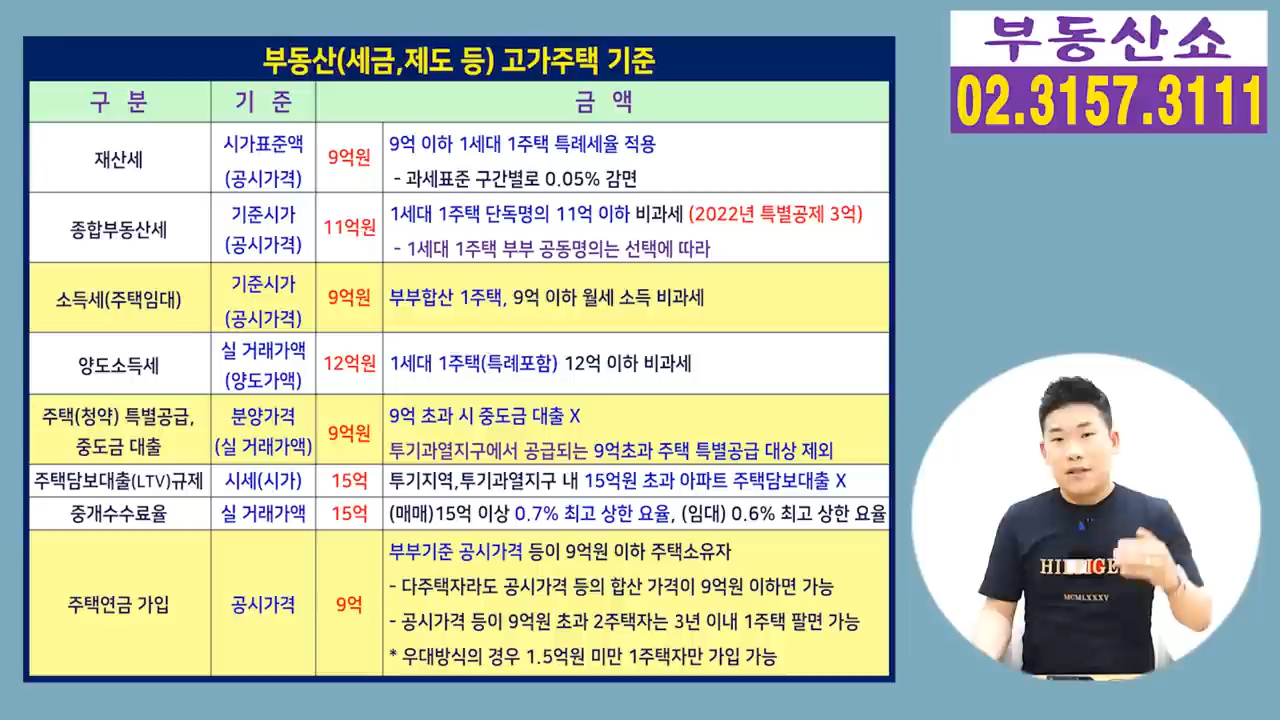 부동산쇼
02.3157.3111
부동산(세금,제도 등) 고가주택 기준
구 분 기 준 금 액
재산세 시가표준액 (공시가격) 9억원 9억 이하 1세대 1주택 특례세율 적용
- 과세표준 구간별로 0.05% 감면
종합부동산세 기준시가 (공시가격) 11억원 1세대 1주택 단독명의 11억 이하 비과세 (2022년 특별공제 3억)
- 1세대 1주택 부부 공동명의는 선택에 따라
소득세(주택임대) 기준시가 (공시가격) 9억원 부부합산 1주택, 9억 이하 월세 소득 비과세
양도소득세 실 거래가액 (양도가액) 12억원 1세대 1주택(특례포함) 12억 이하 비과세
주택(청약) 특별공급, 중도금 대출 분양가격 (실 거래가액) 9억원 9억 초과 시 중도금 대출 X
투기과열지구에서 공급되는 9억초과 주택 특별공급 대상 제외
주택담보대출(LTV)규제 시세(시가) 15억 투기지역,투기과열지구 내 15억원 초과 아파트 주택담보대출 X
중개수수료율 실 거래가액 15억 (매매)15억 이상 0.7% 최고 상한 요율, (임대) 0.6% 최고 상한 요율
주택연금 가입 공시가격 9억 부부기준 공시가격 등이 9억원 이하 주택소유자
- 다주택자라도 공시가격 등의 합산 가격이 9억원 이하면 가능
- 공시가격 등이 9억원 초과 2주택자는 3년 이내 1주택 팔면 가능
* 우대방식의 경우 1.5억원 미만 1주택자만 가입 가능
MCMLXXXV